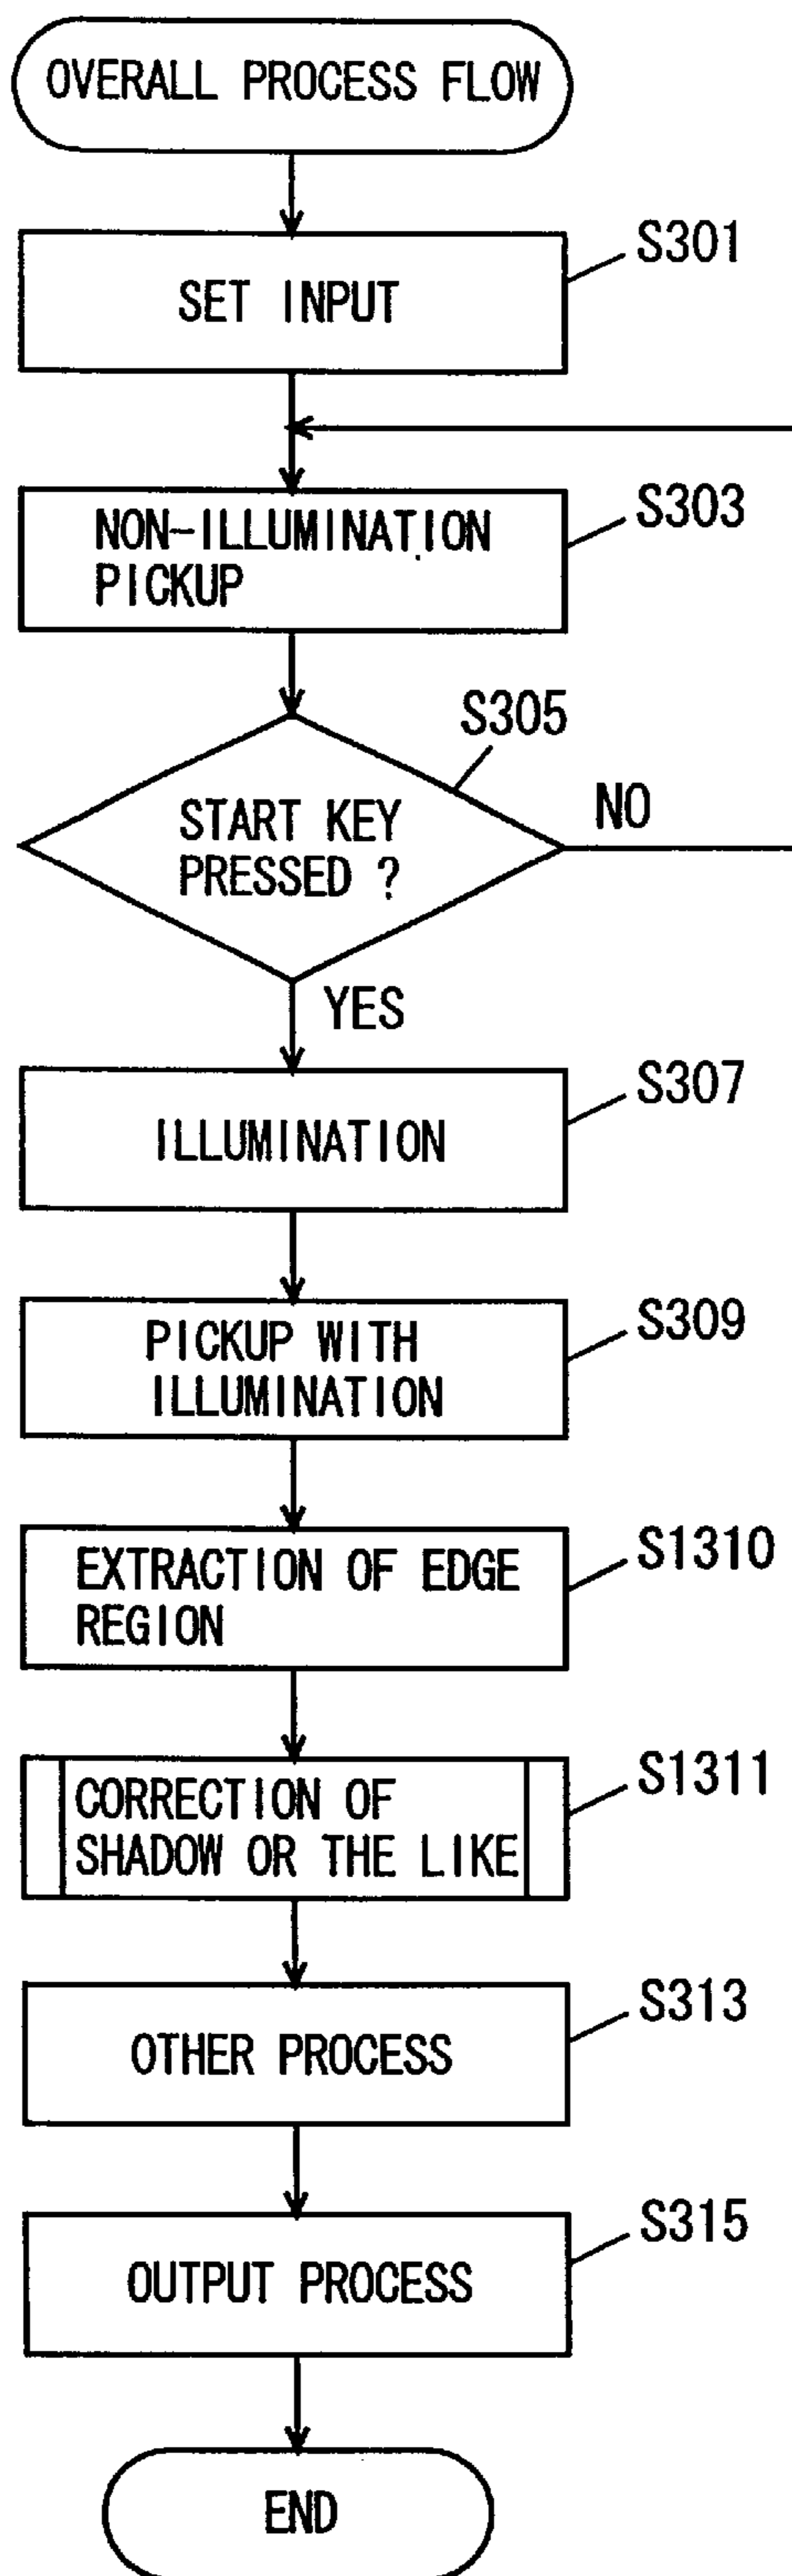 OVERALL PROCESS FLOW
S301
SET INPUT
S303
NON-ILLUMINATION
PICKUP
S305
START KEY
PRESSED ?
NO
YES
S307
ILLUMINATION
S309
PICKUP WITH
ILLUMINATION
S1310
EXTRACTION OF EDGE
REGION
S1311
CORRECTION OF
SHADOW OR THE LIKE
S313
OTHER PROCESS
S315
OUTPUT PROCESS
END